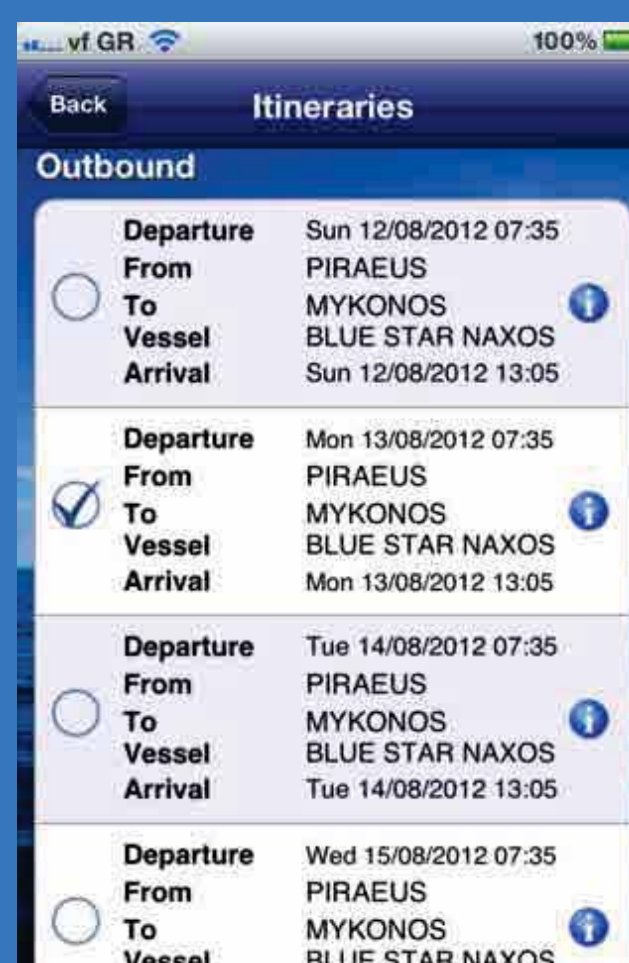 vf GR 100%
Back Itineraries
Outbound
Departure Sun 12/08/2012 07:35
From PIRAEUS
To MYKONOS
Vessel BLUE STAR NAXOS
Arrival Sun 12/08/2012 13:05
Departure Mon 13/08/2012 07:35
From PIRAEUS
To MYKONOS
Vessel BLUE STAR NAXOS
Arrival Mon 13/08/2012 13:05
Departure Tue 14/08/2012 07:35
From PIRAEUS
To MYKONOS
Vessel BLUE STAR NAXOS
Arrival Tue 14/08/2012 13:05
Departure Wed 15/08/2012 07:35
From PIRAEUS
To MYKONOS
Vessel BLUE STAR NAXOS